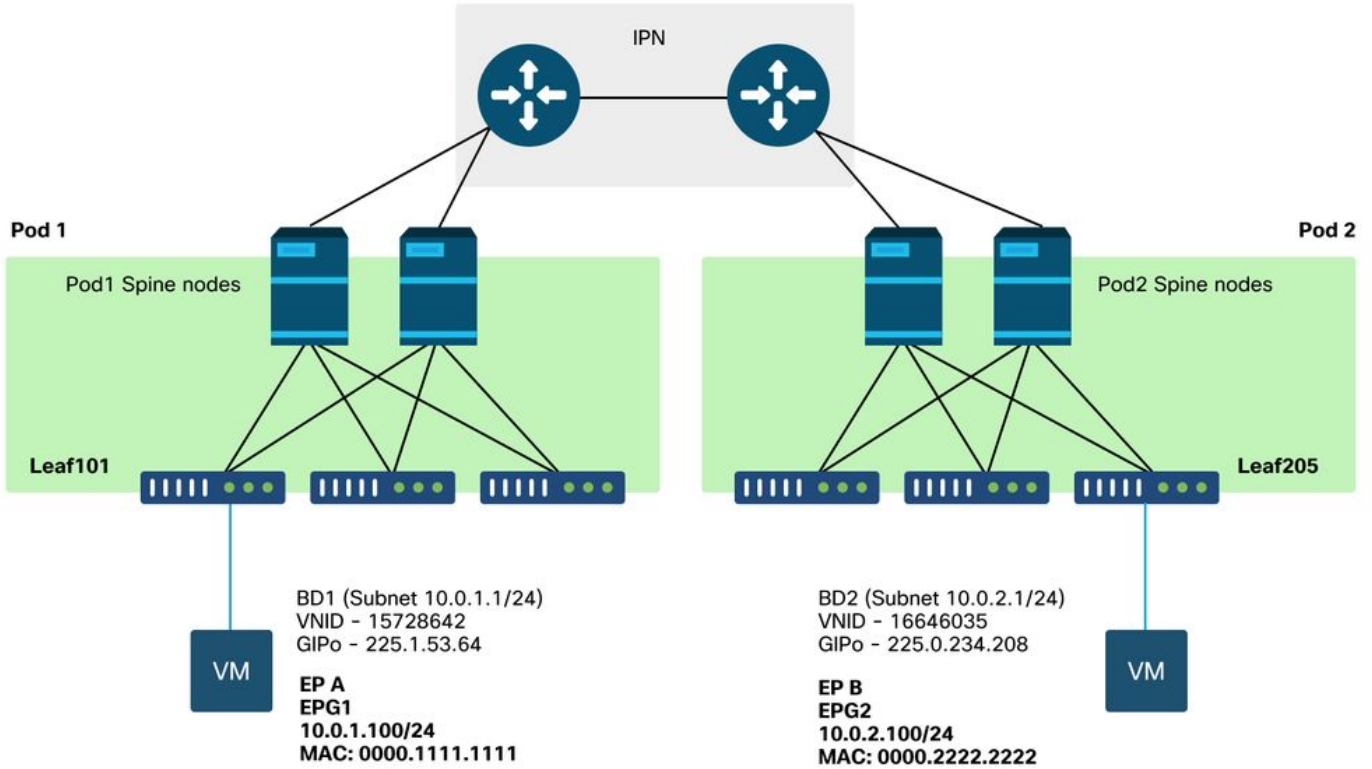 IPN
Pod 1
Pod 2
Pod1 Spine nodes
Pod2 Spine nodes
Leaf101
Leaf205
VM
BD1 (Subnet 10.0.1.1/24)
VNID - 15728642
GIPo - 225.1.53.64
EP A
EPG1
10.0.1.100/24
MAC: 0000.1111.1111
BD2 (Subnet 10.0.2.1/24)
VNID - 16646035
GIPo - 225.0.234.208
EP B
EPG2
10.0.2.100/24
MAC: 0000.2222.2222
VM